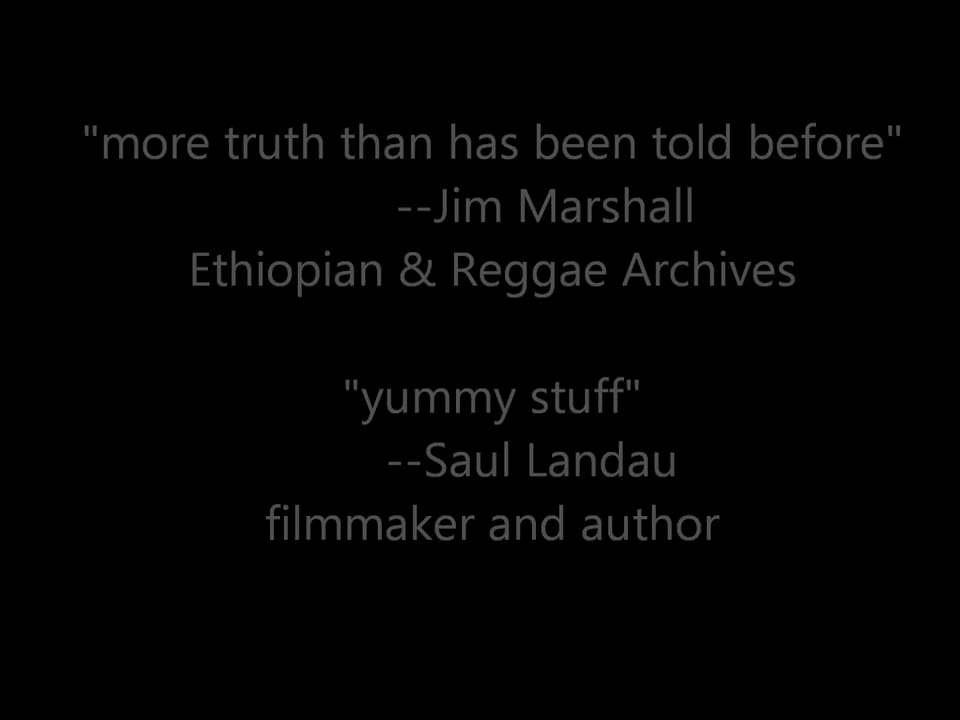 "more truth than has been told before"
--Jim Marshall
Ethiopian & Reggae Archives
"yummy stuff"
--Saul Landau
filmmaker and author